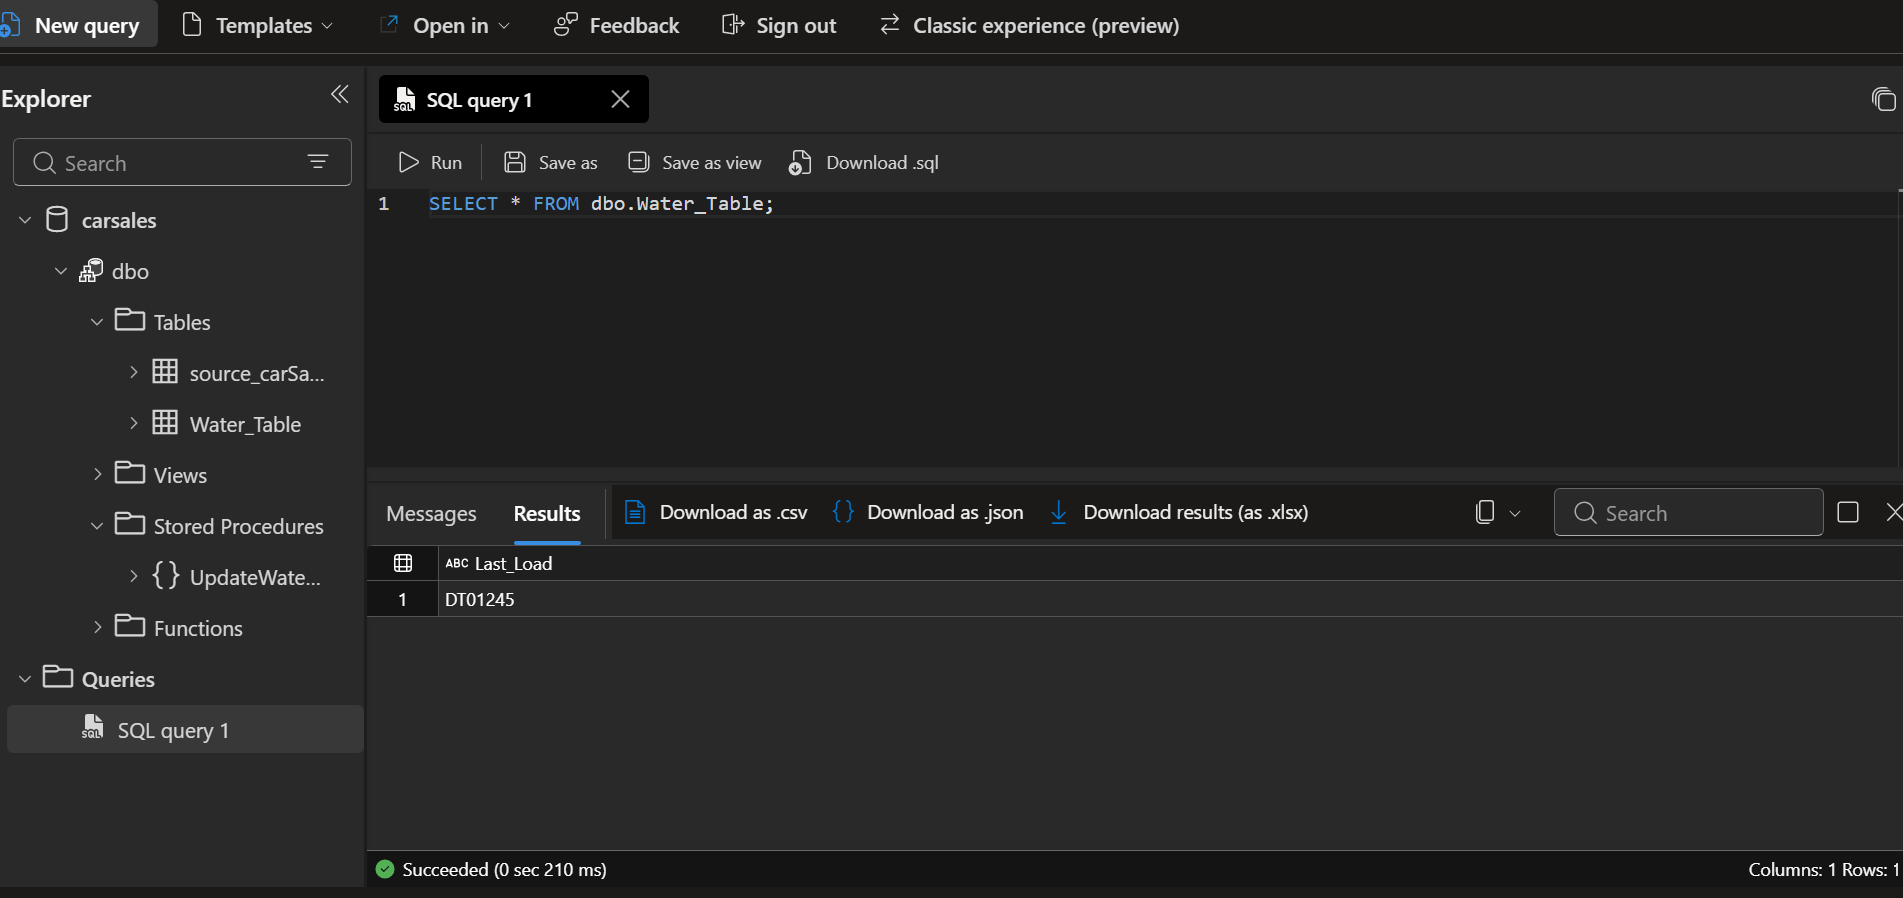 New query
Templates
Open in
Feedback
Sign out
Classic experience (preview)
Explorer
Search
carsales
dbo
Tables
source_carSa...
Water_Table
Views
Stored Procedures
UpdateWate...
Functions
Queries
SQL query 1
SQL query 1
Run
Save as
Save as view
Download .sql
1 SELECT * FROM dbo.Water_Table;
Messages
Results
Download as .csv
Download as .json
Download results (as .xlsx)
Search
ABC Last_Load
1 DT01245
Succeeded (0 sec 210 ms)
Columns: 1 Rows: 1